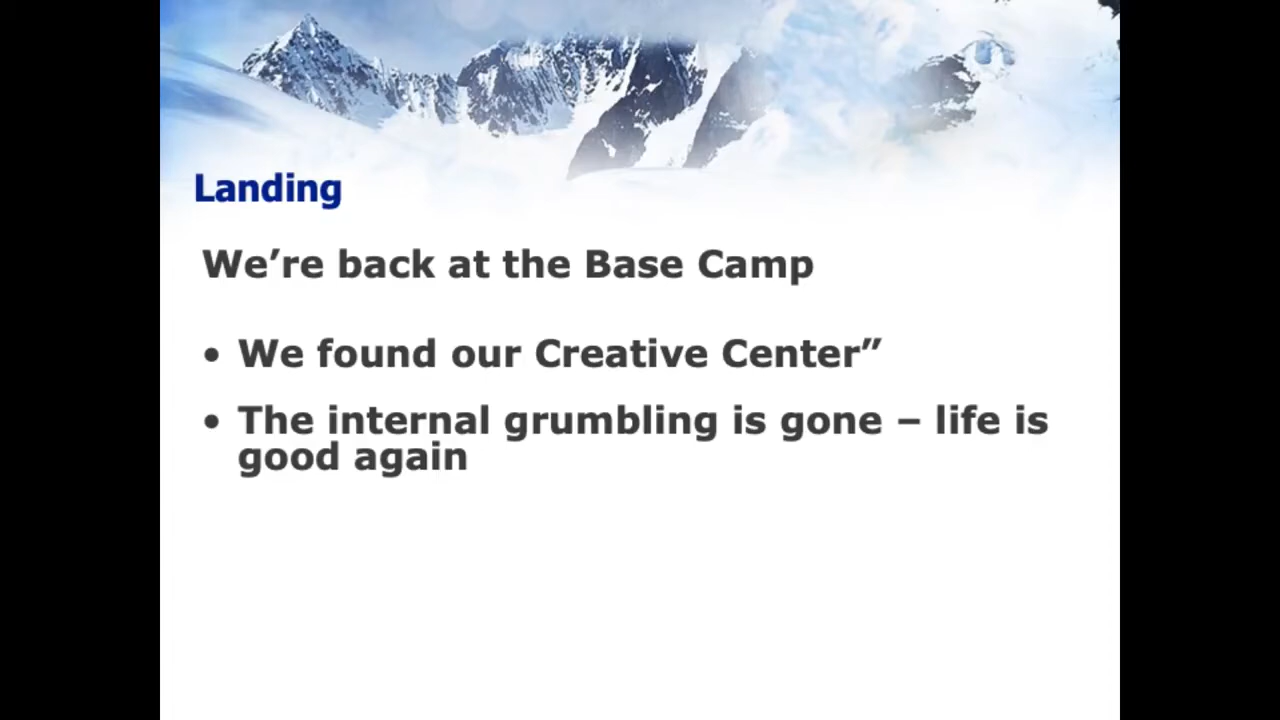 Landing
We’re back at the Base Camp
• We found our Creative Center”
• The internal grumbling is gone – life is
good again